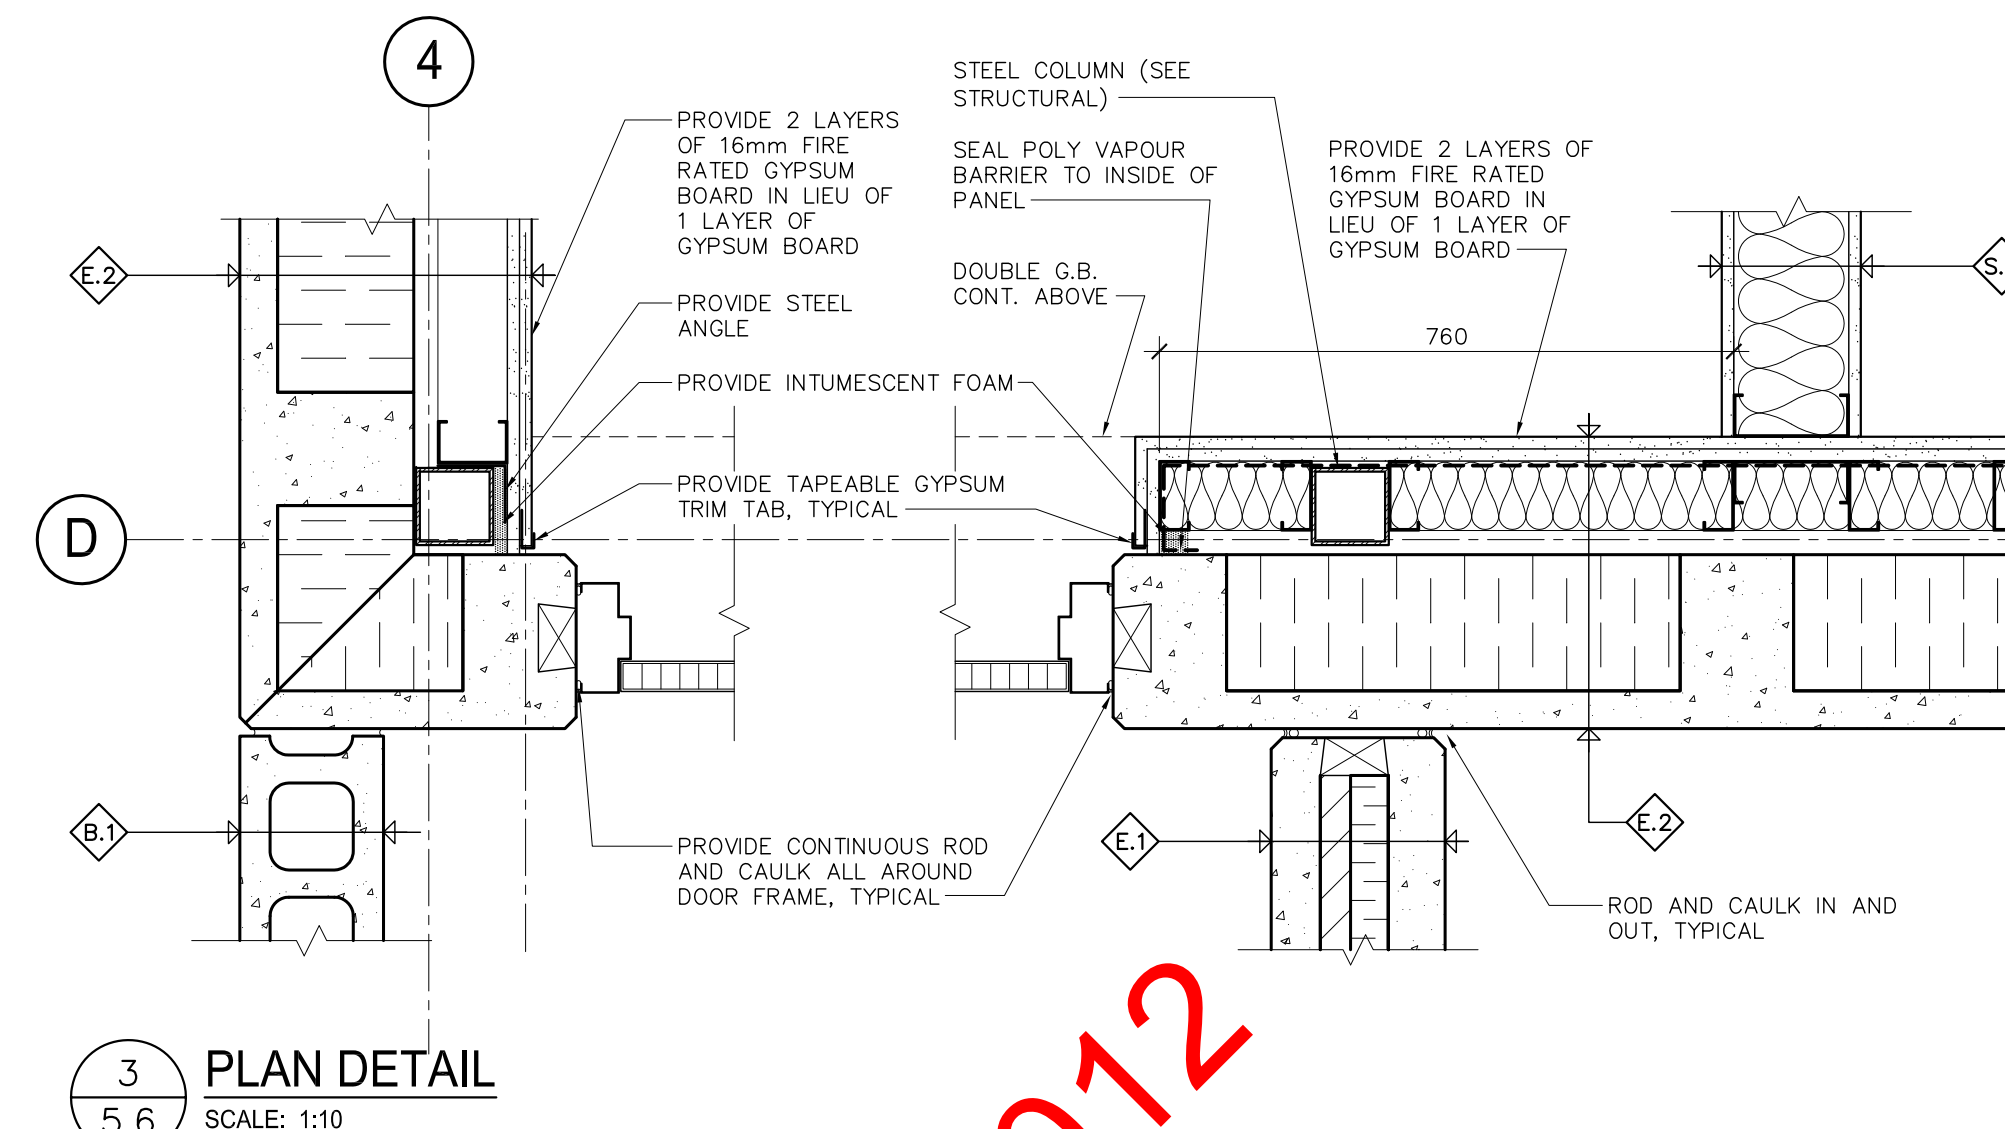 4
STEEL COLUMN (SEE
STRUCTURAL)
PROVIDE 2 LAYERS
OF 16mm FIRE
RATED GYPSUM
BOARD IN LIEU OF
1 LAYER OF
GYPSUM BOARD
SEAL POLY VAPOUR
BARRIER TO INSIDE OF
PANEL
PROVIDE 2 LAYERS OF
16mm FIRE RATED
GYPSUM BOARD IN
LIEU OF 1 LAYER OF
GYPSUM BOARD
E.2
S.
DOUBLE G.B.
CONT. ABOVE
PROVIDE STEEL
ANGLE
760
PROVIDE INTUMESCENT FOAM
PROVIDE TAPEABLE GYPSUM
TRIM TAB, TYPICAL
D
B.1
PROVIDE CONTINUOUS ROD
AND CAULK ALL AROUND
DOOR FRAME, TYPICAL
E.1
E.2
ROD AND CAULK IN AND
OUT, TYPICAL
3
5.6
PLAN DETAIL
SCALE: 1:10
012